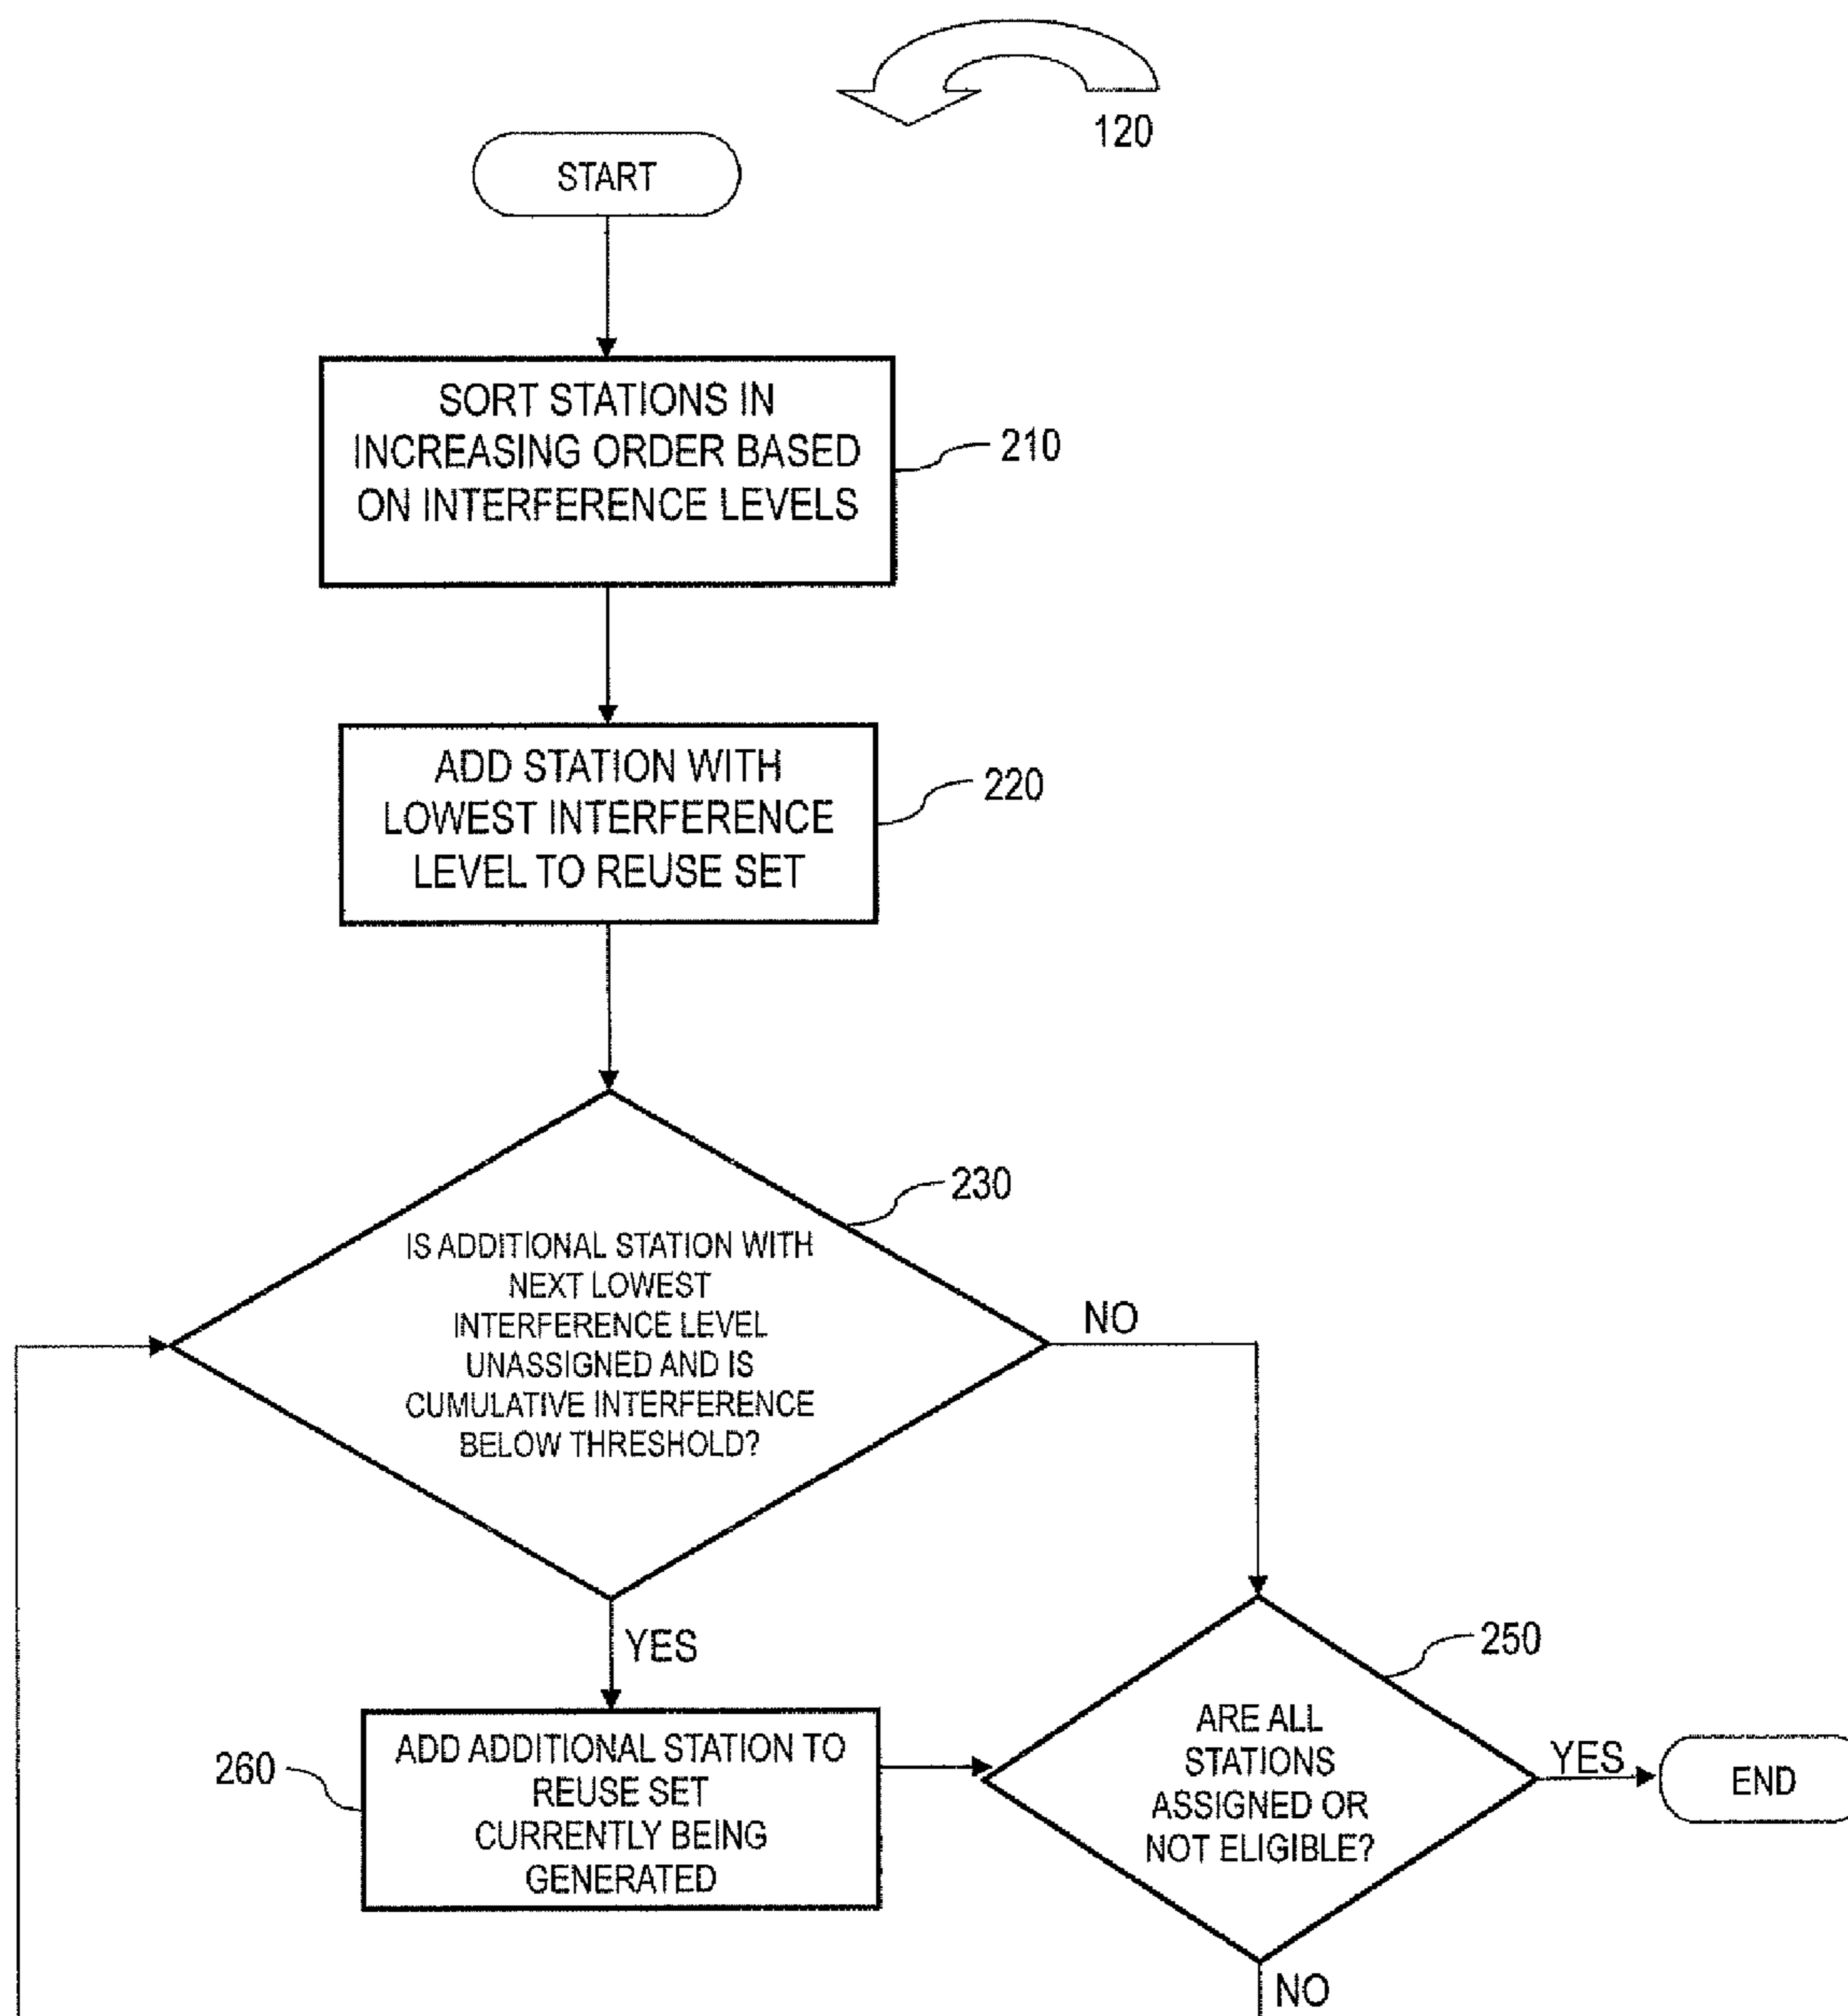 120
START
SORT STATIONS IN
INCREASING ORDER BASED
ON INTERFERENCE LEVELS
210
ADD STATION WITH
LOWEST INTERFERENCE
LEVEL TO REUSE SET
220
230
IS ADDITIONAL STATION WITH
NEXT LOWEST
INTERFERENCE LEVEL
UNASSIGNED AND IS
CUMULATIVE INTERFERENCE
BELOW THRESHOLD?
NO
YES
250
ARE ALL
STATIONS
ASSIGNED OR
NOT ELIGIBLE?
YES
END
260
ADD ADDITIONAL STATION TO
REUSE SET
CURRENTLY BEING
GENERATED
NO